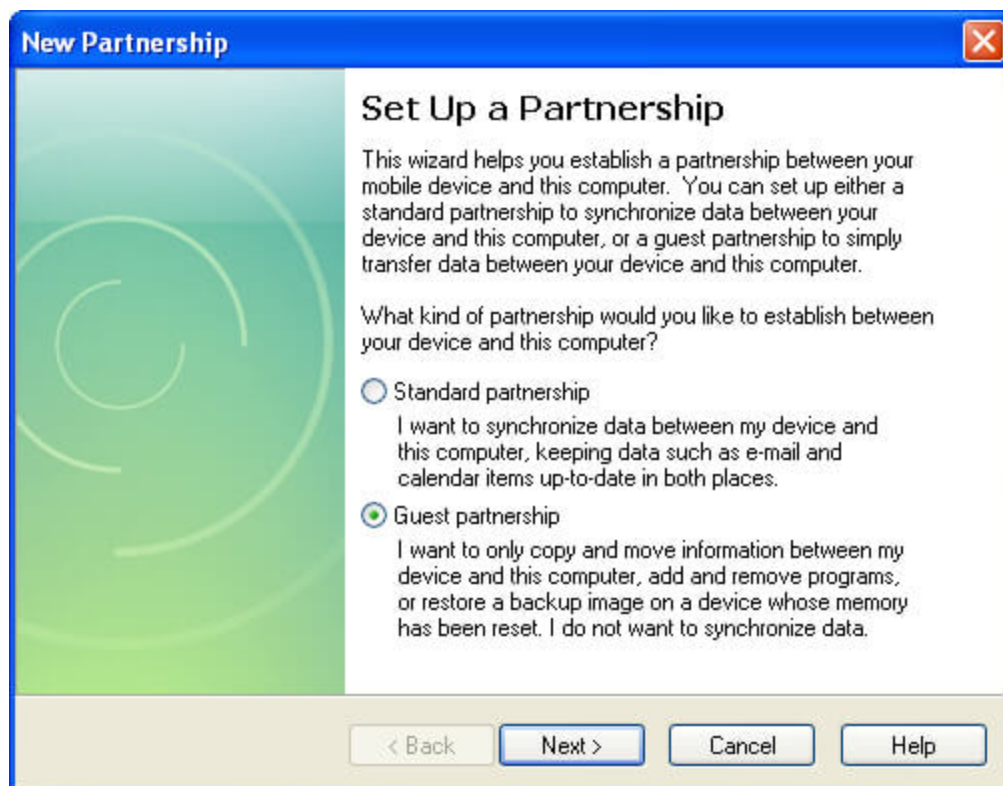 New Partnership
Set Up a Partnership
This wizard helps you establish a partnership between your
mobile device and this computer.  You can set up either a
standard partnership to synchronize data between your
device and this computer, or a guest partnership to simply
transfer data between your device and this computer.
What kind of partnership would you like to establish between
your device and this computer?
Standard partnership
I want to synchronize data between my device and
this computer, keeping data such as e-mail and
calendar items up-to-date in both places.
Guest partnership
I want to only copy and move information between my
device and this computer, add and remove programs,
or restore a backup image on a device whose memory
has been reset. I do not want to synchronize data.
< Back Next > Cancel Help